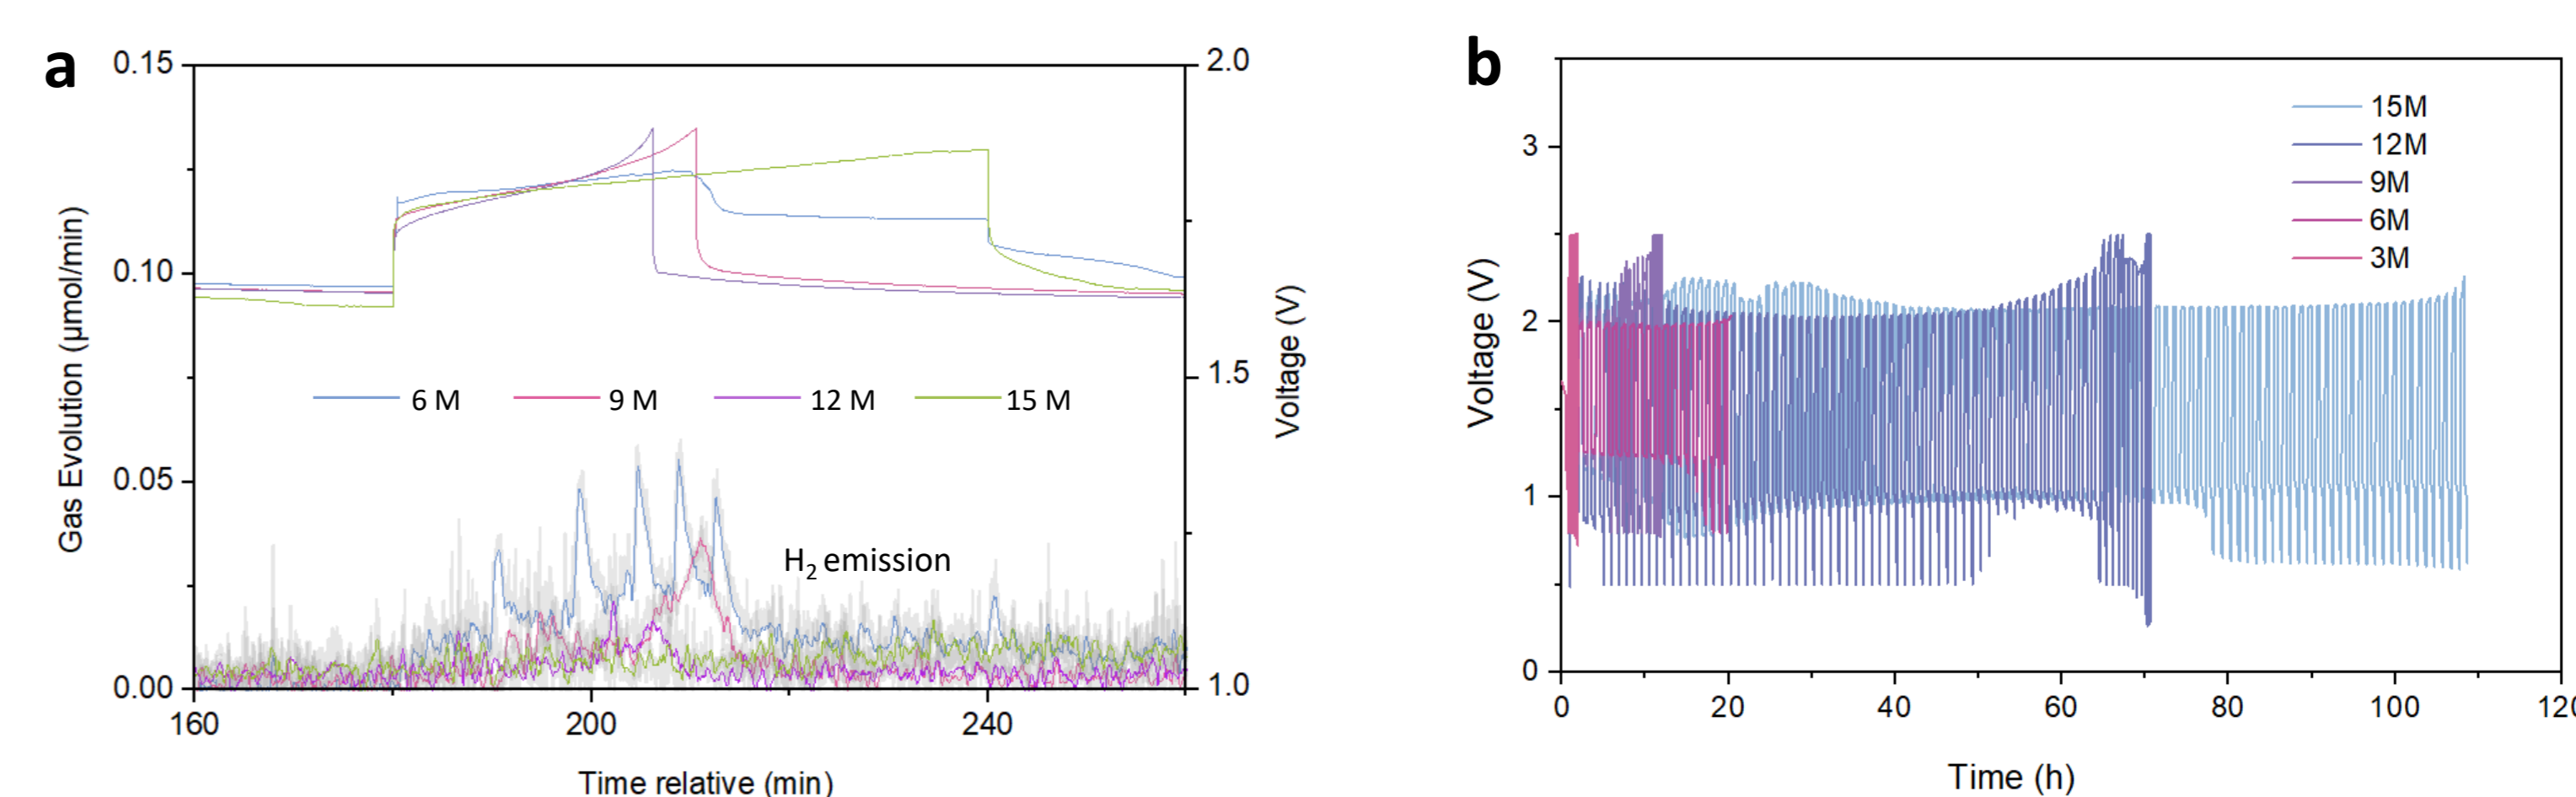 a
0.15
0.10
0.05
0.00
Gas Evolution (µmol/min)
2.0
1.5
1.0
Voltage (V)
6 M
9 M
12 M
15 M
H2 emission
160
200
240
Time relative (min)
b
3
2
1
0
Voltage (V)
15M
12M
9M
6M
3M
0
20
40
60
80
100
Time (h)